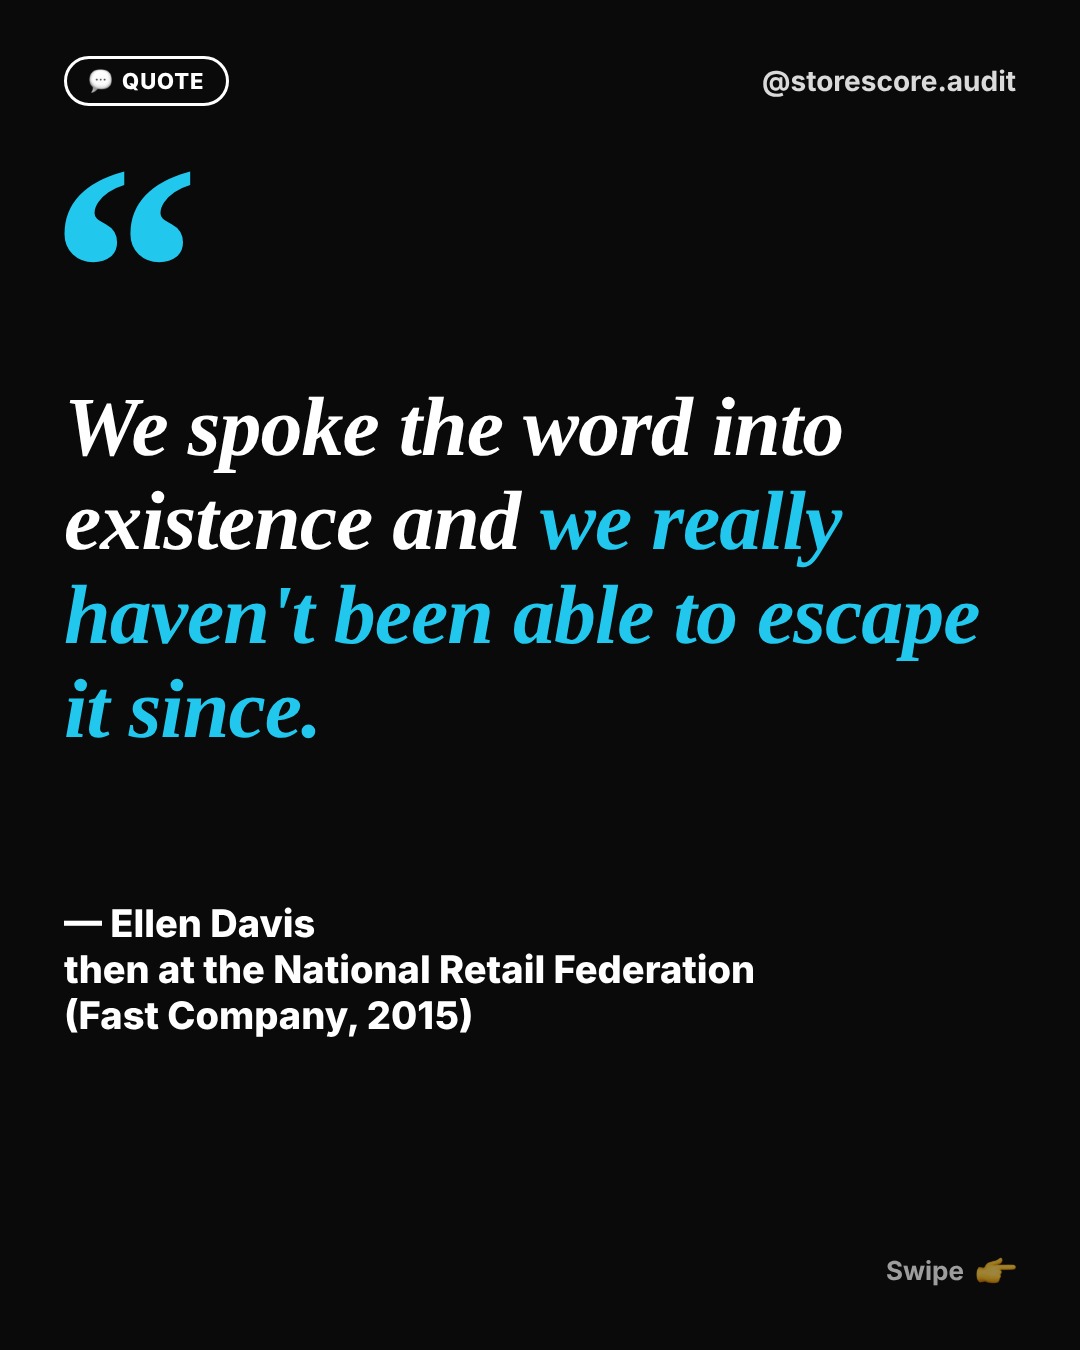 💬 QUOTE
@storescore.audit
“
We spoke the word into
existence and we really
haven't been able to escape
it since.
— Ellen Davis
then at the National Retail Federation
(Fast Company, 2015)
Swipe 👉